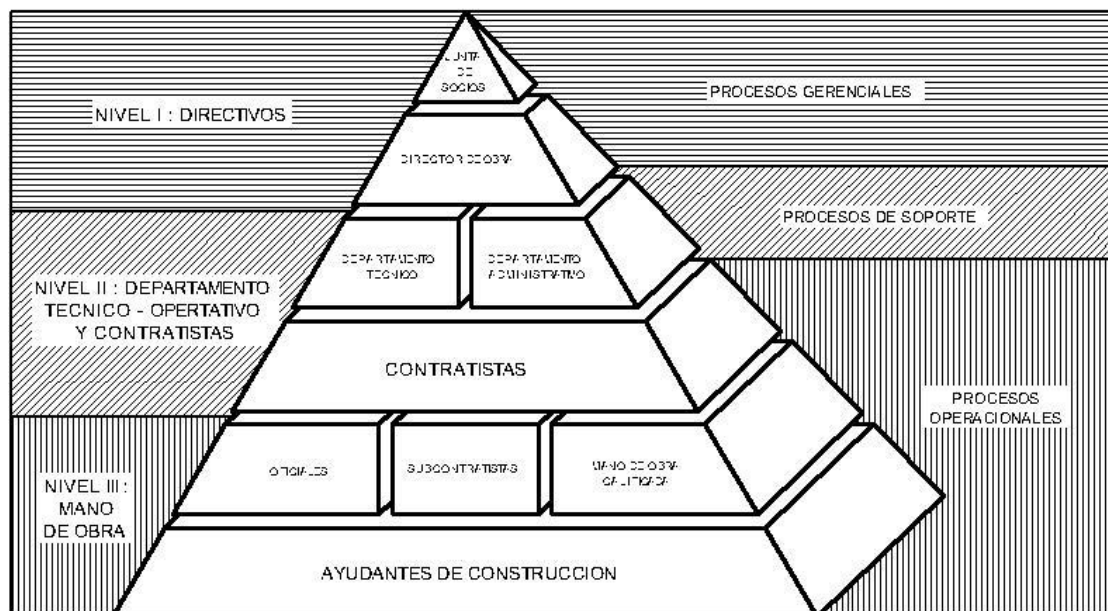 JUNTA
DE
SOCIOS
PROCESOS GERENCIALES
NIVEL I : DIRECTIVOS
DIRECTOR DE OBRA
PROCESOS DE SOPORTE
DEPARTAMENTO
TECNICO
DEPARTAMENTO
ADMINISTRATIVO
NIVEL II : DEPARTAMENTO
TECNICO - OPERTATIVO
Y CONTRATISTAS
CONTRATISTAS
PROCESOS
OPERACIONALES
OFICIALES
SUBCONTRATISTAS
MANO DE OBRA
CALIFICADA
NIVEL III :
MANO
DE OBRA
AYUDANTES DE CONSTRUCCION